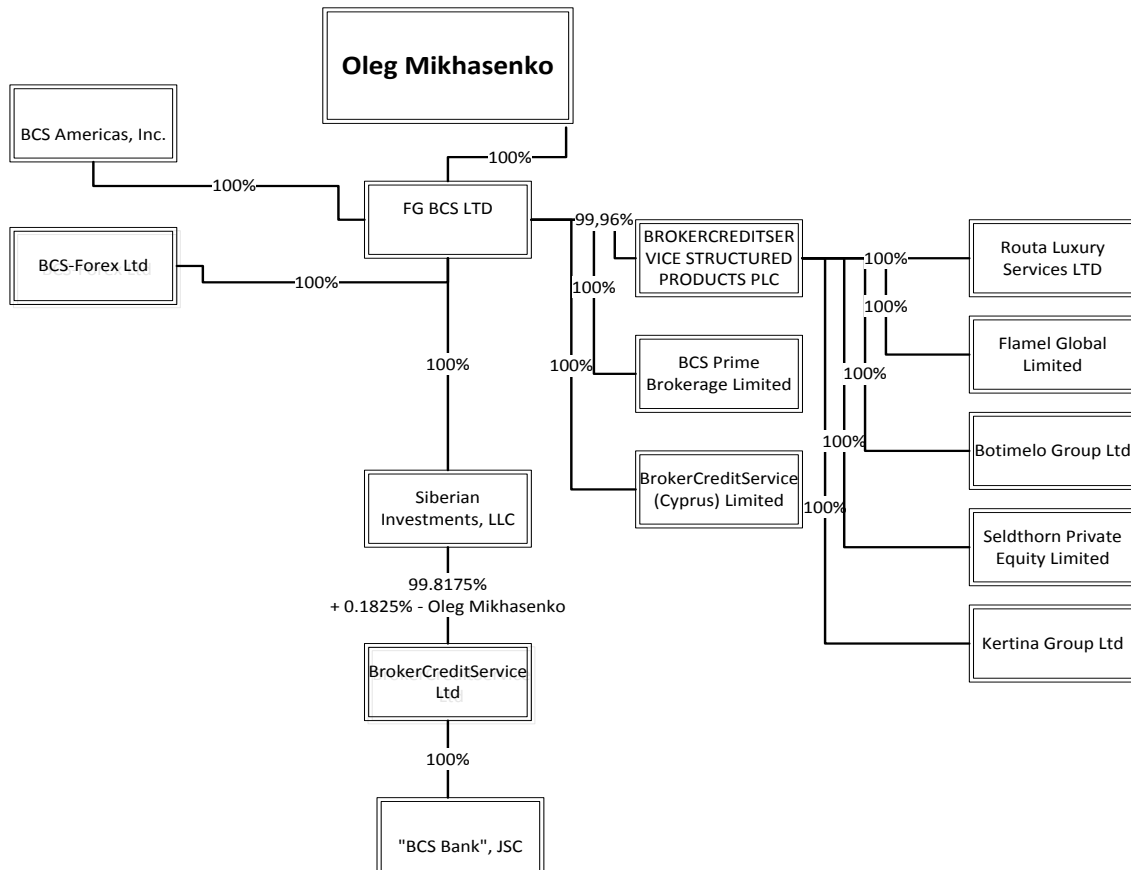 Oleg Mikhasenko
BCS Americas, Inc.
100%
100%
FG BCS LTD
99,96%
BROKERCREDITSER
VICE STRUCTURED
PRODUCTS PLC
100%
Routa Luxury
Services LTD
BCS-Forex Ltd
100%
100%
100%
Flamel Global
Limited
100%
100%
BCS Prime
Brokerage Limited
100%
100%
Botimelo Group Ltd
Siberian
Investments, LLC
BrokerCreditService
(Cyprus) Limited
100%
Seldthorn Private
Equity Limited
99.8175%
+ 0.1825% - Oleg Mikhasenko
Kertina Group Ltd
BrokerCreditService
Ltd
100%
"BCS Bank", JSC